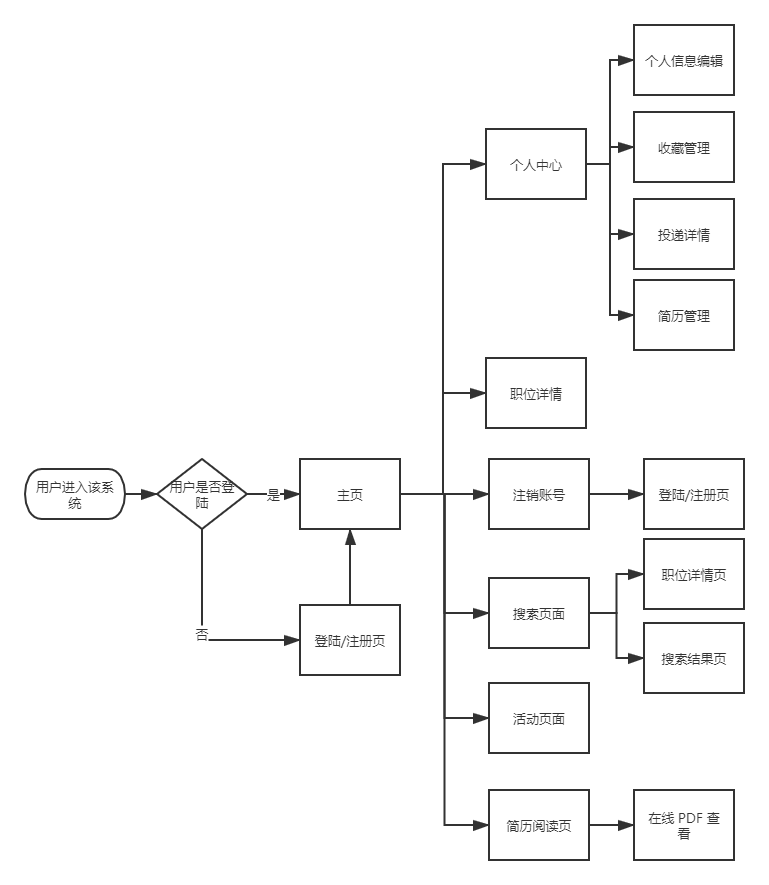 个人信息编辑
收藏管理
个人中心
投递详情
简历管理
职位详情
用户进入该系
统
用户是否登
陆
是
主页
注销账号
登陆/注册页
职位详情页
搜索页面
否
登陆/注册页
搜索结果页
活动页面
简历阅读页
在线 PDF 查
看